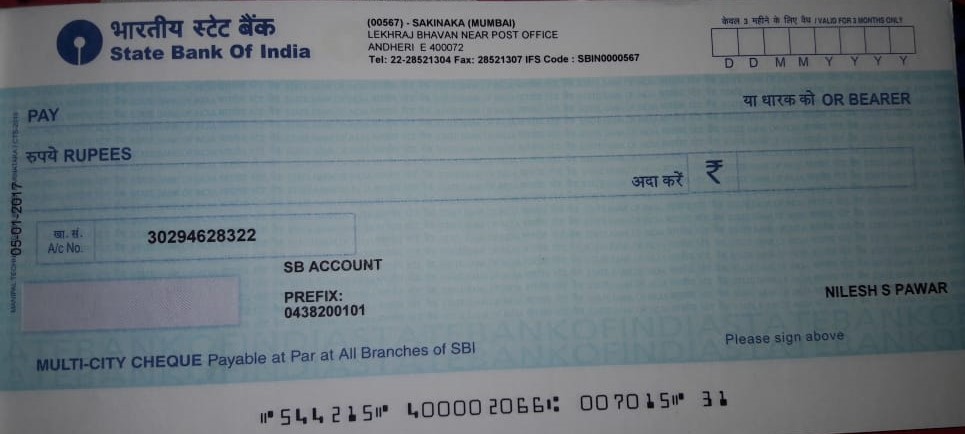 भारतीय स्टेट बैंक
State Bank Of India
(00567) - SAKINAKA (MUMBAI)
LEKHRAJ BHAVAN NEAR POST OFFICE
ANDHERI E 400072
Tel: 22-28521304 Fax: 28521307 IFS Code : SBIN0000567
केवल 3 महीने के लिए वैध / VALID FOR 3 MONTHS ONLY
D D M M Y Y Y Y
PAY
या धारक को OR BEARER
रुपये RUPEES
अदा करें ₹
05-01-2017
खा. सं.
A/c No.
30294628322
SB ACCOUNT
PREFIX:
0438200101
NILESH S PAWAR
Please sign above
MULTI-CITY CHEQUE Payable at Par at All Branches of SBI
⑈544215⑈ 400002066⑆ 007015⑈ 31